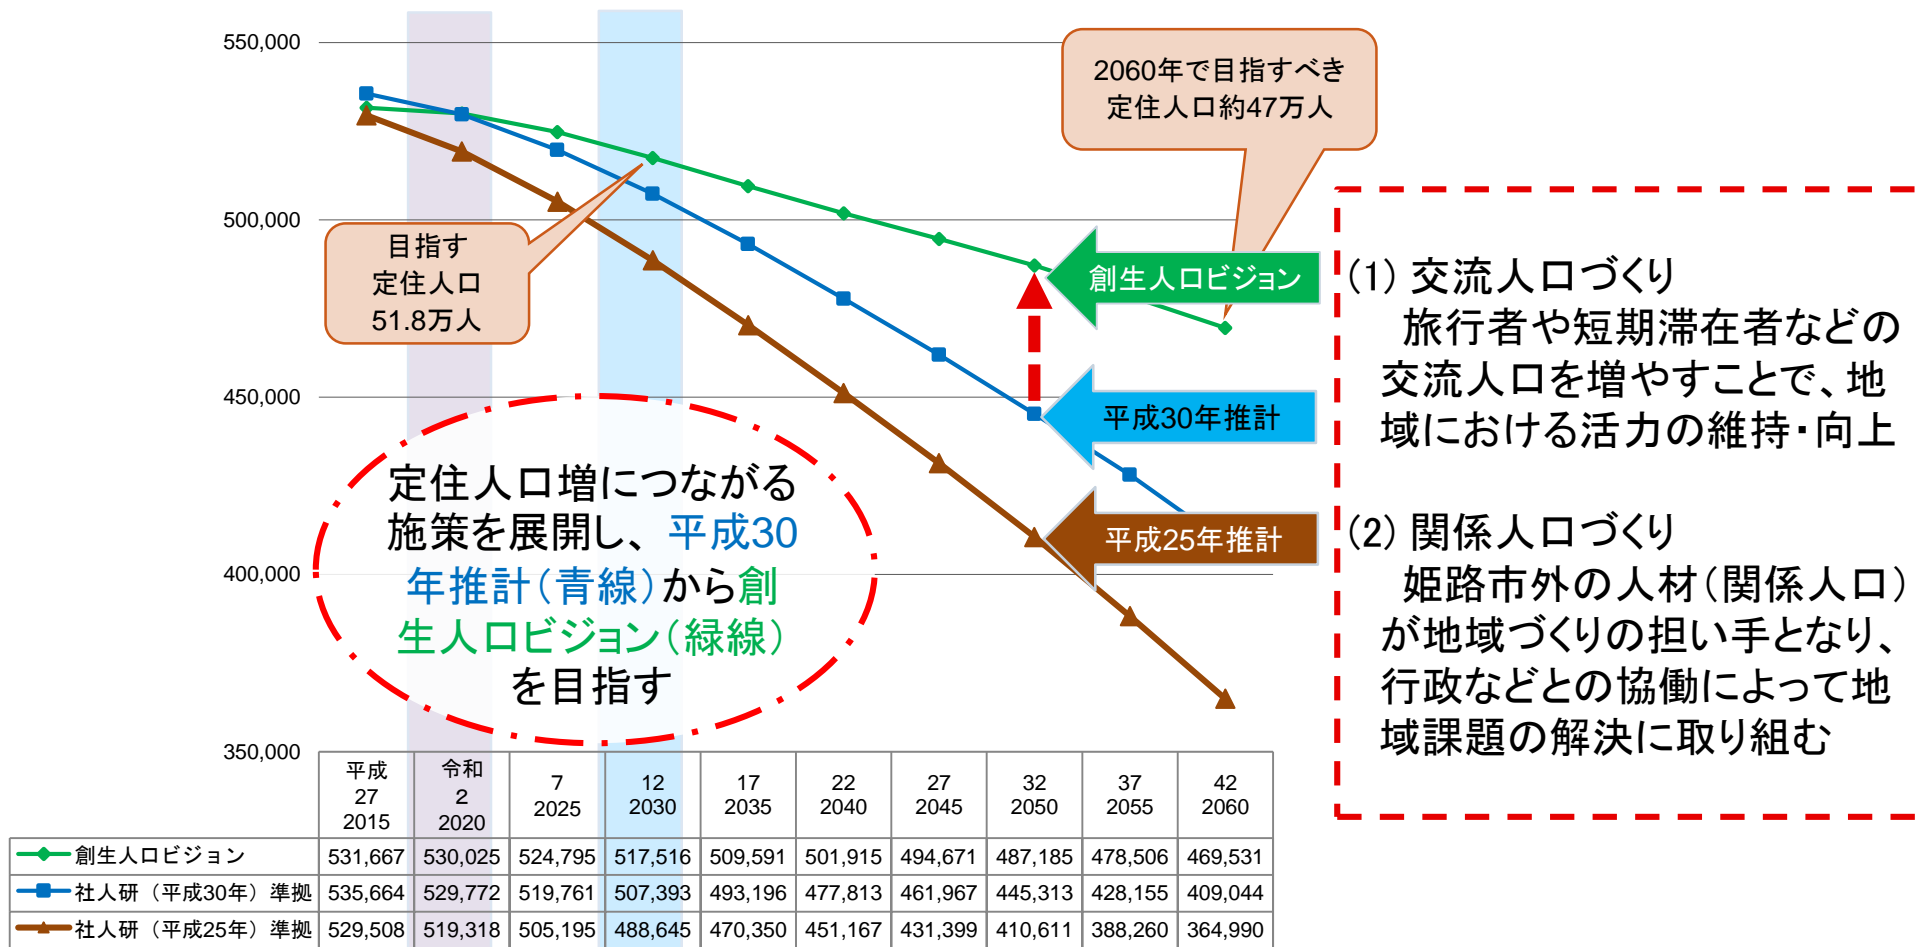 550,000
500,000
450,000
400,000
350,000
2060年で目指すべき
定住人口約47万人
目指す
定住人口
51.8万人
創生人口ビジョン
平成30年推計
平成25年推計
定住人口増につながる
施策を展開し、平成30
年推計(青線)から創
生人口ビジョン(緑線)
を目指す
(1) 交流人口づくり
旅行者や短期滞在者などの
交流人口を増やすことで、地
域における活力の維持・向上
(2) 関係人口づくり
姫路市外の人材(関係人口)
が地域づくりの担い手となり、
行政などとの協働によって地
域課題の解決に取り組む
平成 令和
27 2 7 12 17 22 27 32 37 42
2015 2020 2025 2030 2035 2040 2045 2050 2055 2060
創生人口ビジョン 531,667 530,025 524,795 517,516 509,591 501,915 494,671 487,185 478,506 469,531
社人研(平成30年)準拠 535,664 529,772 519,761 507,393 493,196 477,813 461,967 445,313 428,155 409,044
社人研(平成25年)準拠 529,508 519,318 505,195 488,645 470,350 451,167 431,399 410,611 388,260 364,990